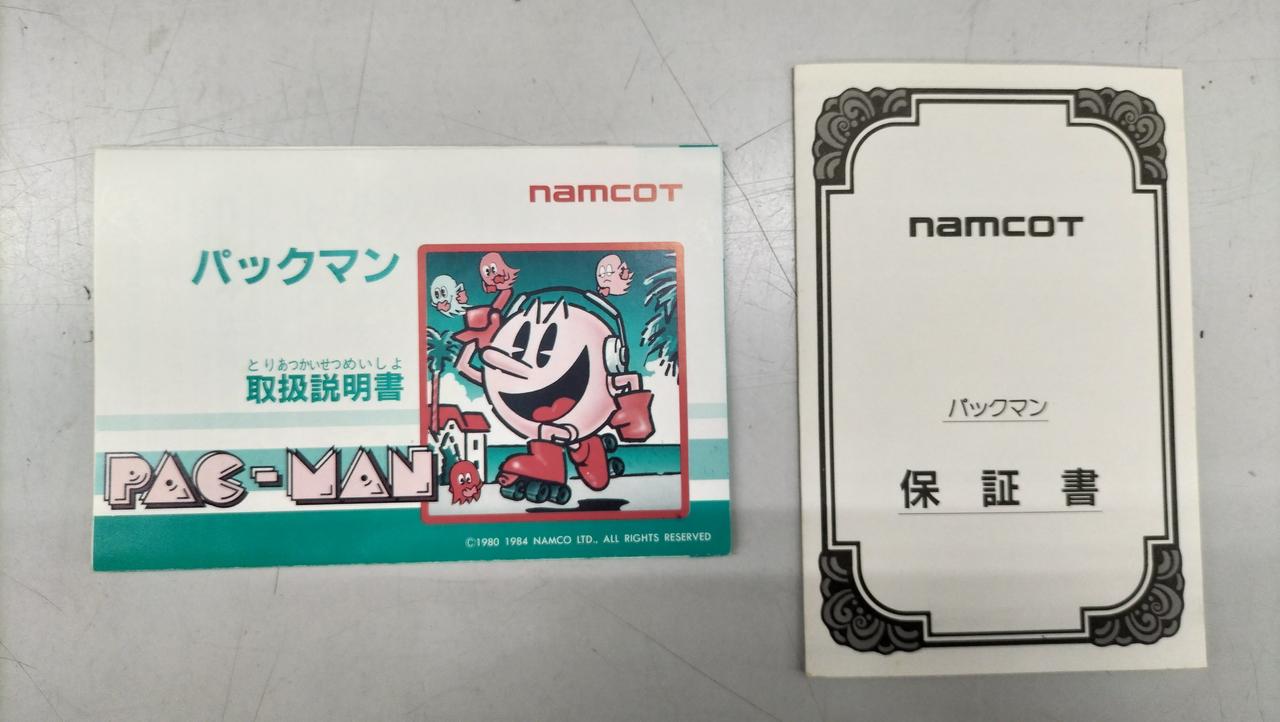 namcot
パックマン
とりあつかいせつめいしょ
取扱説明書
PAC-MAN
©1980 1984 NAMCO LTD., ALL RIGHTS RESERVED
namcot
パックマン
保証書